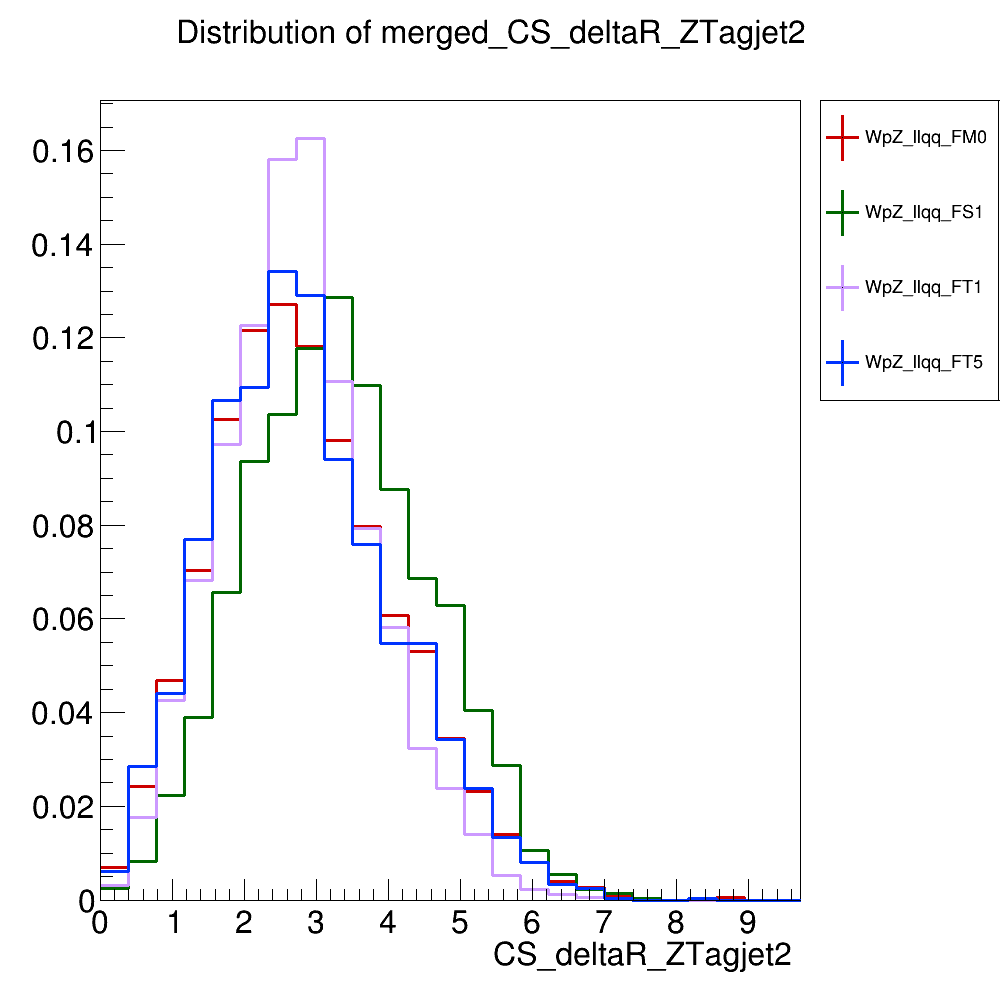 Distribution of merged_CS_deltaR_ZTagjet2
0.16
0.14
0.12
0.1
0.08
0.06
0.04
0.02
0
0 1 2 3 4 5 6 7 8 9
CS_deltaR_ZTagjet2
WpZ_llqq_FM0
WpZ_llqq_FS1
WpZ_llqq_FT1
WpZ_llqq_FT5